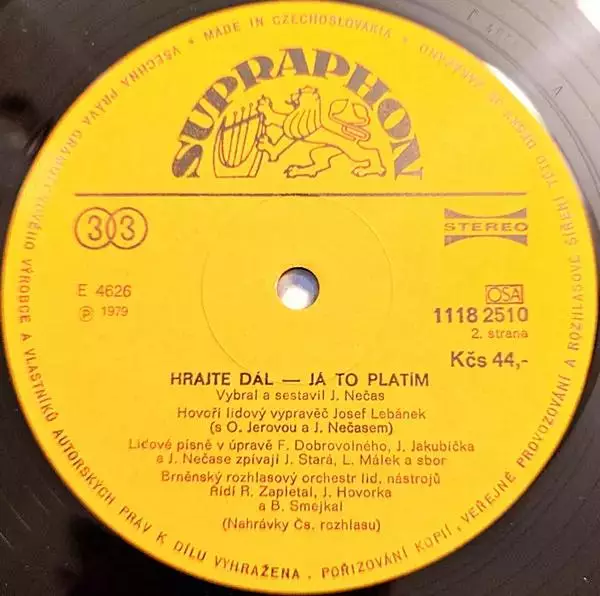 MADE IN CZECHOSLOVAKIA • VŠECHNA PRÁVA GRAMOFONOVÉHO VÝROBCE A VLASTNÍKŮ AUTORSKÝCH PRÁV K DÍLU VYHRAŽENA. POŘIZOVÁNÍ KOPIÍ, VEŘEJNÉ PROVOZOVÁNÍ A ROZHLASOVÉ ŠÍŘENÍ TÉTO DESKY JE ZAKÁZÁNO
SUPRAPHON
33
STEREO
E 4626
℗ 1979
OSA
1118 2510
2. strana
Kčs 44,-
HRAJTE DÁL — JÁ TO PLATÍM
Vybral a sestavil J. Nečas
Hovoří lidový vypravěč Josef Lebánek
(s O. Jerovou a J. Nečasem)
Lidové písně v úpravě F. Dobrovolného, J. Jakubíčka
a J. Nečase zpívají J. Stará, L. Málek a sbor
Brněnský rozhlasový orchestr lid. nástrojů
Řídí R. Zapletal, J. Hovorka
a B. Smejkal
(Nahrávky Čs. rozhlasu)